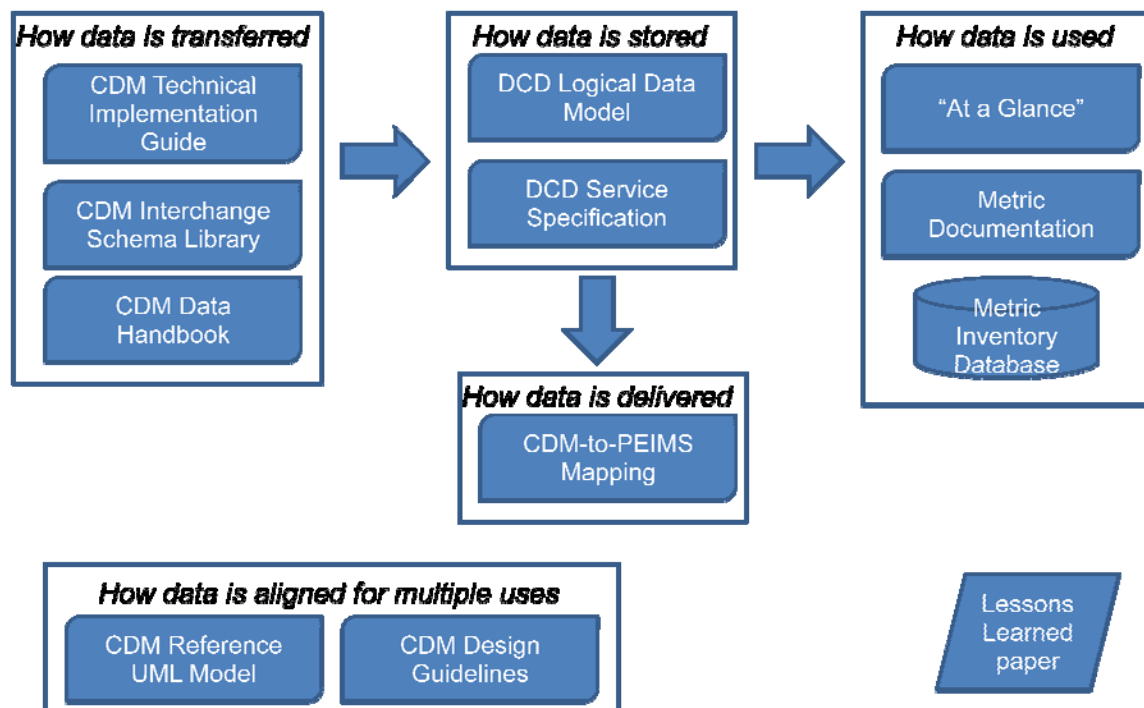 How data is transferred
CDM Technical
Implementation
Guide
CDM Interchange
Schema Library
CDM Data
Handbook
How data is stored
DCD Logical Data
Model
DCD Service
Specification
How data is used
“At a Glance”
Metric
Documentation
Metric
Inventory
Database
How data is delivered
CDM-to-PEIMS
Mapping
How data is aligned for multiple uses
CDM Reference
UML Model
CDM Design
Guidelines
Lessons
Learned
paper